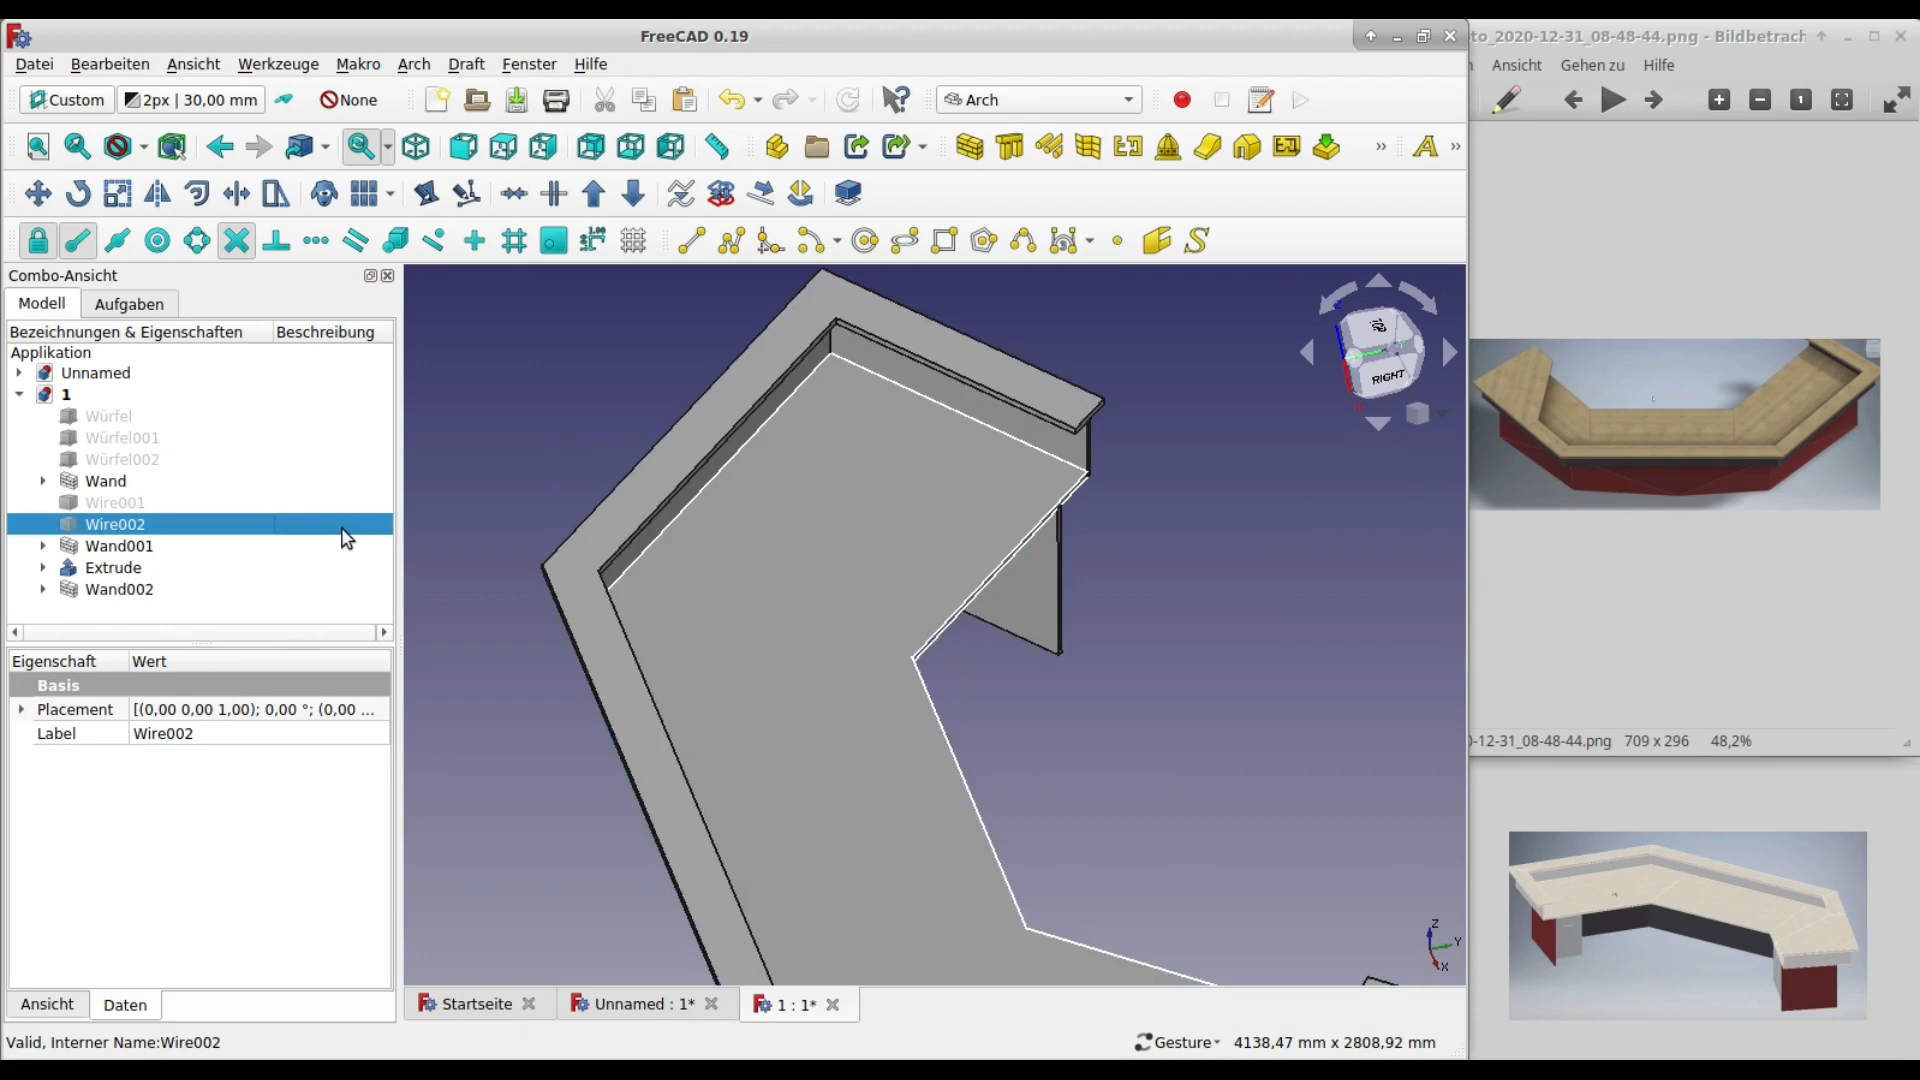 FreeCAD 0.19
to_2020-12-31_08-48-44.png - Bildbetrach
Datei Bearbeiten Ansicht Werkzeuge Makro Arch Draft Fenster Hilfe
Ansicht Gehen zu Hilfe
Custom 2px | 30,00 mm None Arch
Combo-Ansicht
Modell Aufgaben
Bezeichnungen & Eigenschaften Beschreibung
Applikation
Unnamed
1
Würfel
Würfel001
Würfel002
Wand
Wire001
Wire002
Wand001
Extrude
Wand002
TOP
RIGHT
Eigenschaft Wert
Basis
Placement [(0,00 0,00 1,00); 0,00 °; (0,00 ...
Label Wire002
)-12-31_08-48-44.png 709 x 296 48,2%
Z
Y
X
Ansicht Daten
Startseite Unnamed : 1* 1 : 1*
Valid, Interner Name:Wire002
Gesture 4138,47 mm x 2808,92 mm